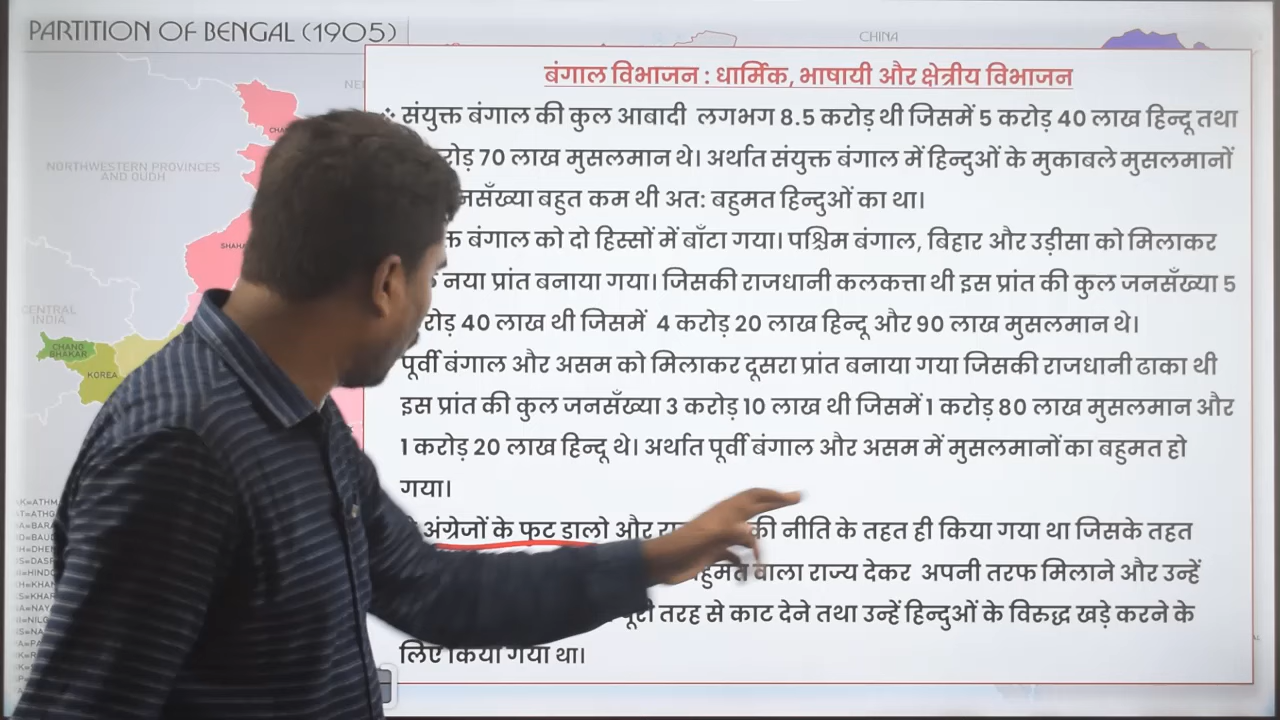 PARTITION OF BENGAL (1905)
CHINA
बंगाल विभाजन : धार्मिक, भाषायी और क्षेत्रीय विभाजन
संयुक्त बंगाल की कुल आबादी लगभग 8.5 करोड़ थी जिसमें 5 करोड़ 40 लाख हिन्दू तथा
70 लाख मुसलमान थे। अर्थात संयुक्त बंगाल में हिन्दुओं के मुकाबले मुसलमानों
बहुत कम थी अत: बहुमत हिन्दुओं का था।
बंगाल को दो हिस्सों में बाँटा गया। पश्चिम बंगाल, बिहार और उड़ीसा को मिलाकर
नया प्रांत बनाया गया। जिसकी राजधानी कलकत्ता थी इस प्रांत की कुल जनसँख्या 5
40 लाख थी जिसमें 4 करोड़ 20 लाख हिन्दू और 90 लाख मुसलमान थे।
पूर्वी बंगाल और असम को मिलाकर दूसरा प्रांत बनाया गया जिसकी राजधानी ढाका थी
इस प्रांत की कुल जनसँख्या 3 करोड़ 10 लाख थी जिसमें 1 करोड़ 80 लाख मुसलमान और
1 करोड़ 20 लाख हिन्दू थे। अर्थात पूर्वी बंगाल और असम में मुसलमानों का बहुमत हो
गया।
अंग्रेजों के फूट डालो और की नीति के तहत ही किया गया था जिसके तहत
वाला राज्य देकर अपनी तरफ मिलाने और उन्हें
तरह से काट देने तथा उन्हें हिन्दुओं के विरुद्ध खड़े करने के
लिए किया गया था।
NORTHWESTERN PROVINCES
AND OUDH
CENTRAL
INDIA
CHANG
BHAKAR
KOREA